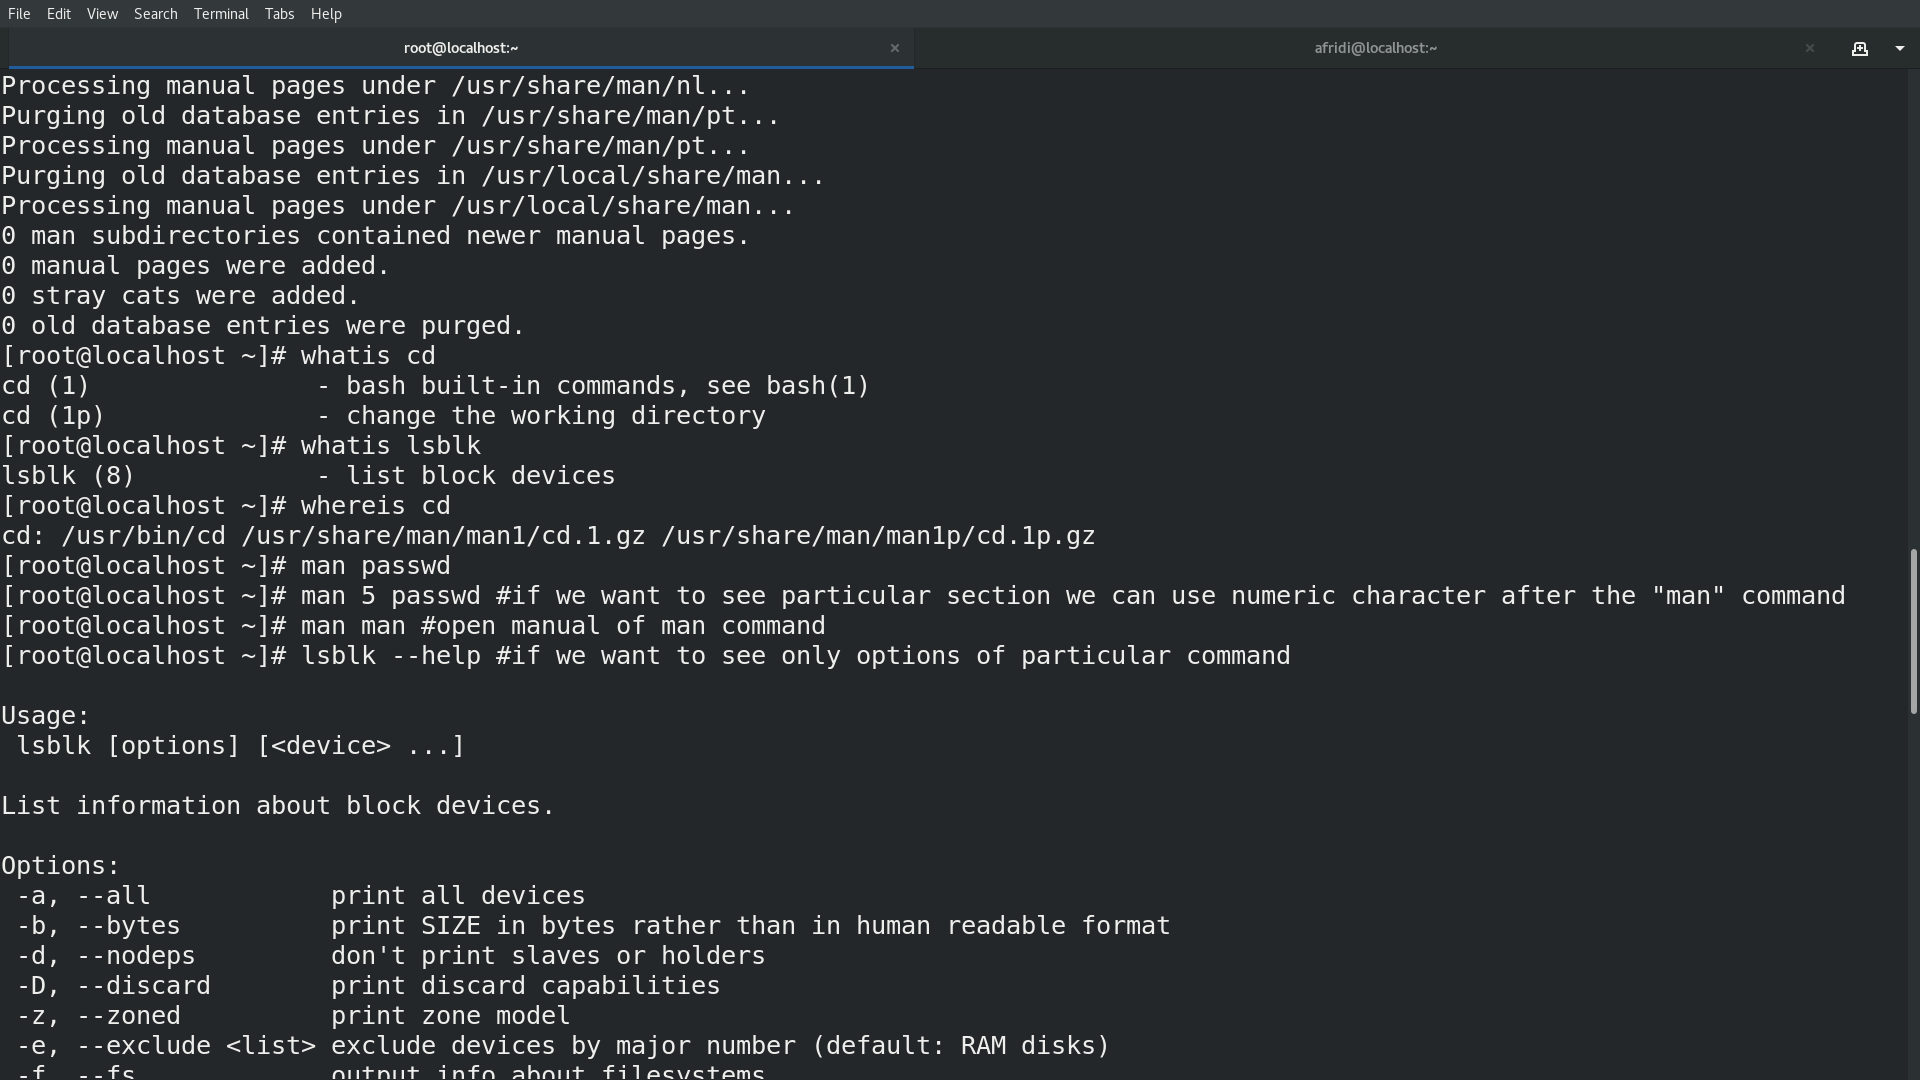 File Edit View Search Terminal Tabs Help
root@localhost:~ × afridi@localhost:~ ×
Processing manual pages under /usr/share/man/nl...
Purging old database entries in /usr/share/man/pt...
Processing manual pages under /usr/share/man/pt...
Purging old database entries in /usr/local/share/man...
Processing manual pages under /usr/local/share/man...
0 man subdirectories contained newer manual pages.
0 manual pages were added.
0 stray cats were added.
0 old database entries were purged.
[root@localhost ~]# whatis cd
cd (1)               - bash built-in commands, see bash(1)
cd (1p)              - change the working directory
[root@localhost ~]# whatis lsblk
lsblk (8)            - list block devices
[root@localhost ~]# whereis cd
cd: /usr/bin/cd /usr/share/man/man1/cd.1.gz /usr/share/man/man1p/cd.1p.gz
[root@localhost ~]# man passwd
[root@localhost ~]# man 5 passwd #if we want to see particular section we can use numeric character after the "man" command
[root@localhost ~]# man man #open manual of man command
[root@localhost ~]# lsblk --help #if we want to see only options of particular command
Usage:
 lsblk [options] [<device> ...]
List information about block devices.
Options:
 -a, --all            print all devices
 -b, --bytes          print SIZE in bytes rather than in human readable format
 -d, --nodeps         don't print slaves or holders
 -D, --discard        print discard capabilities
 -z, --zoned          print zone model
 -e, --exclude <list> exclude devices by major number (default: RAM disks)
 -f, --fs             output info about filesystems